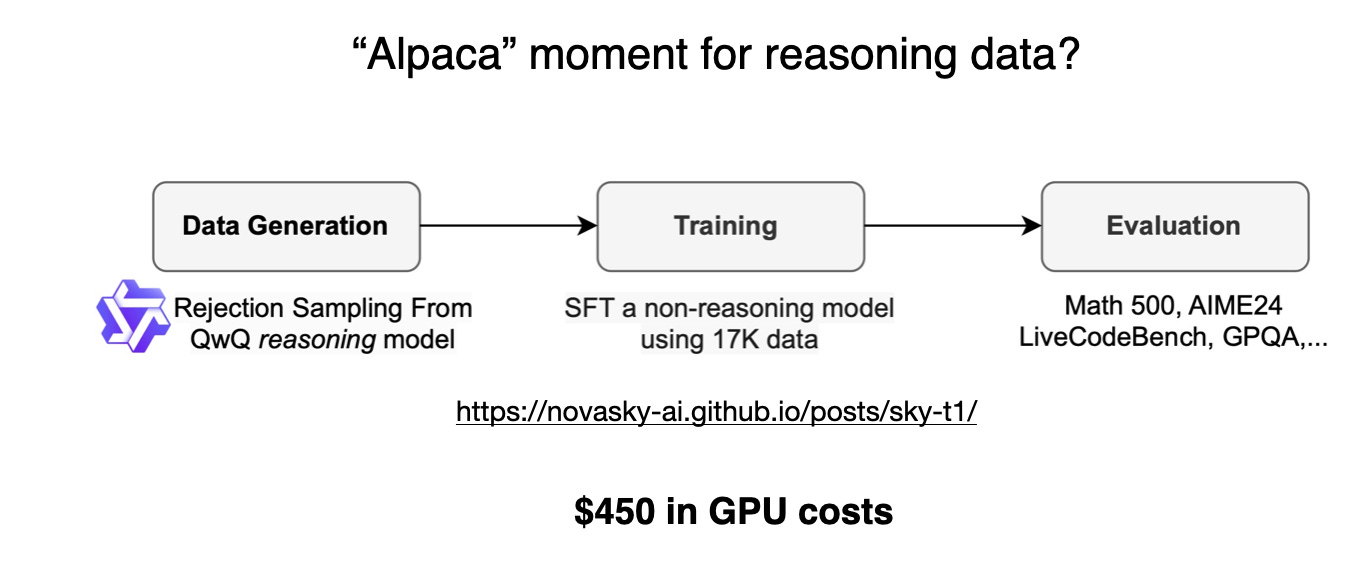 “Alpaca” moment for reasoning data?
Data Generation
Training
Evaluation
Rejection Sampling From
QwQ reasoning model
SFT a non-reasoning model
using 17K data
Math 500, AIME24
LiveCodeBench, GPQA,...
https://novasky-ai.github.io/posts/sky-t1/
$450 in GPU costs